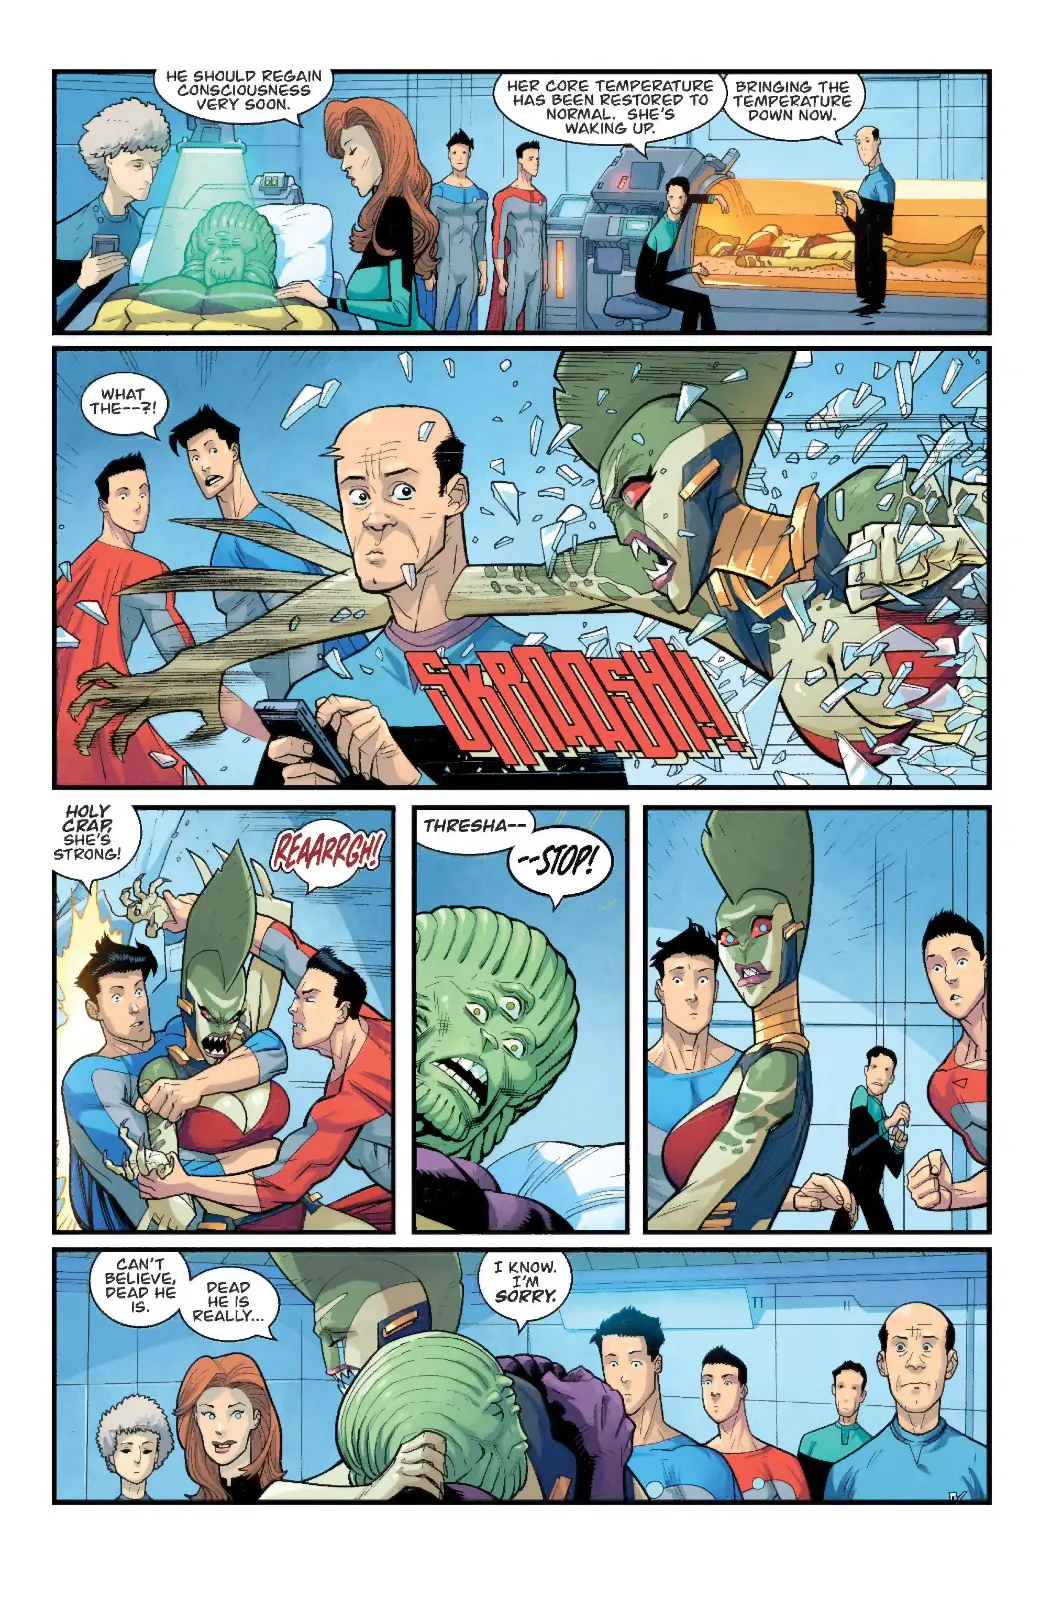 HE SHOULD REGAIN
CONSCIOUSNESS
VERY SOON.
HER CORE TEMPERATURE
HAS BEEN RESTORED TO
NORMAL. SHE'S
WAKING UP.
BRINGING THE
TEMPERATURE
DOWN NOW.
WHAT
THE--?!
SKROOOSH!!
HOLY
CRAP,
SHE'S
STRONG!
REAARRGH!
THRESHA--
--STOP!
CAN'T
BELIEVE,
DEAD HE
IS.
DEAD
HE IS
REALLY...
I KNOW.
I'M
SORRY.